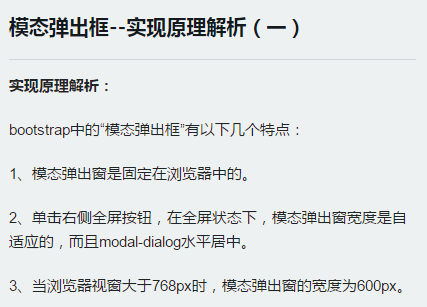 模态弹出框--实现原理解析（一）
实现原理解析：
bootstrap中的“模态弹出框”有以下几个特点：
1、模态弹出窗是固定在浏览器中的。
2、单击右侧全屏按钮，在全屏状态下，模态弹出窗宽度是自
适应的，而且modal-dialog水平居中。
3、当浏览器视窗大于768px时，模态弹出窗的宽度为600px。